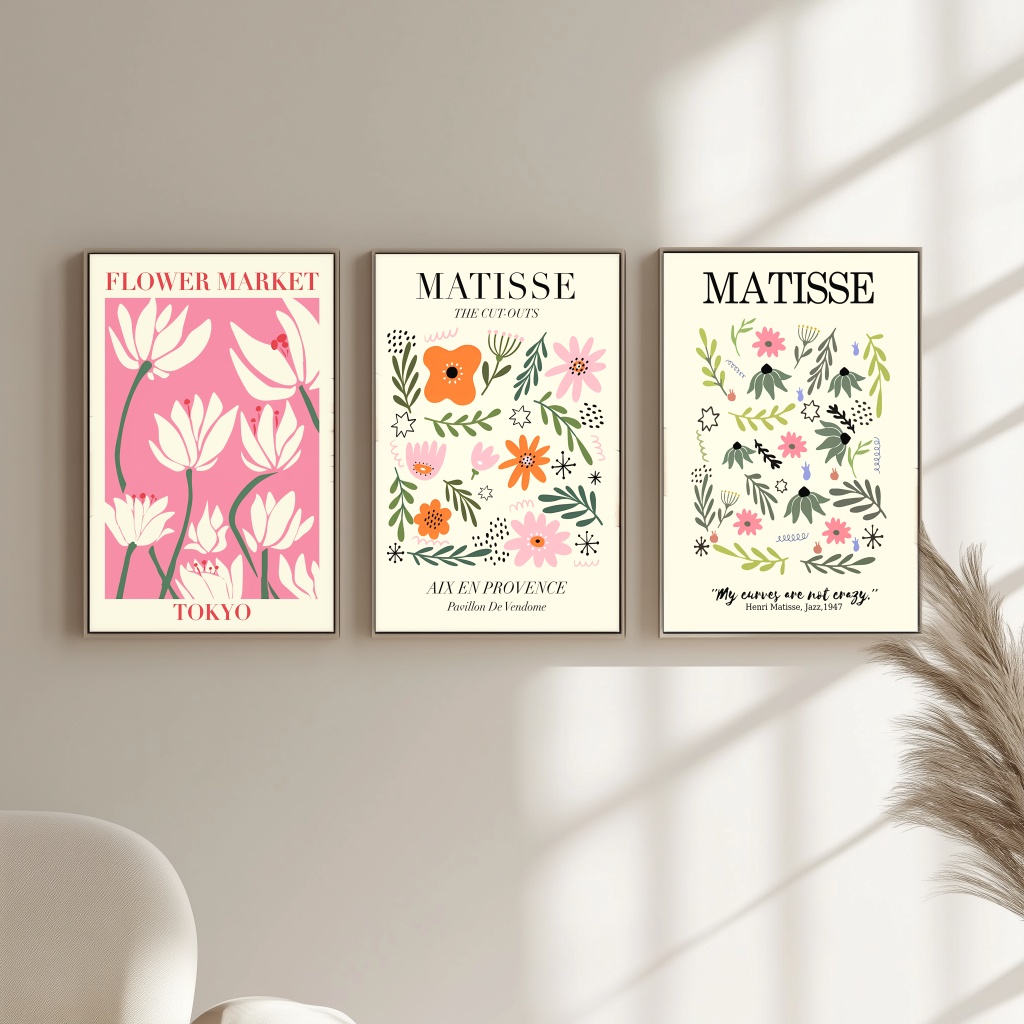 FLOWER MARKET
TOKYO
MATISSE
THE CUT-OUTS
AIX EN PROVENCE
Pavillon De Vendome
MATISSE
"My curves are not crazy."
Henri Matisse, Jazz,1947